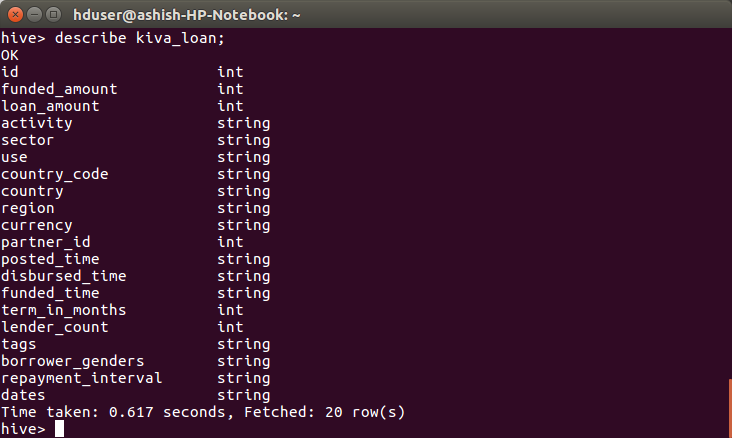 hduser@ashish-HP-Notebook: ~
hive> describe kiva_loan;
OK
id int
funded_amount int
loan_amount int
activity string
sector string
use string
country_code string
country string
region string
currency string
partner_id int
posted_time string
disbursed_time string
funded_time string
term_in_months int
lender_count int
tags string
borrower_genders string
repayment_interval string
dates string
Time taken: 0.617 seconds, Fetched: 20 row(s)
hive>